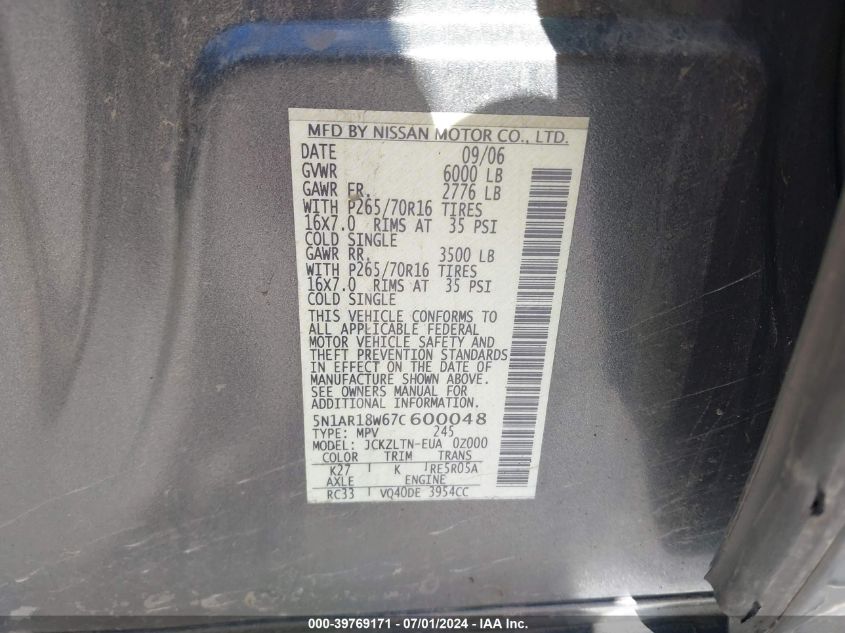 MFD BY NISSAN MOTOR CO., LTD.
DATE 09/06
GVWR 6000 LB
GAWR FR. 2776 LB
WITH P265/70R16 TIRES
16X7.0 RIMS AT 35 PSI
COLD SINGLE
GAWR RR. 3500 LB
WITH P265/70R16 TIRES
16X7.0 RIMS AT 35 PSI
COLD SINGLE
THIS VEHICLE CONFORMS TO
ALL APPLICABLE FEDERAL
MOTOR VEHICLE SAFETY AND
THEFT PREVENTION STANDARDS
IN EFFECT ON THE DATE OF
MANUFACTURE SHOWN ABOVE.
SEE OWNERS MANUAL FOR
ADDITIONAL INFORMATION.
5N1AR18W67C600048
TYPE: MPV 245
MODEL: JCKZLTN-EUA 0Z000
COLOR TRIM TRANS
K27 K RE5R05A
AXLE ENGINE
RC33 VQ40DE 3954CC
000-39769171 - 07/01/2024 - IAA Inc.